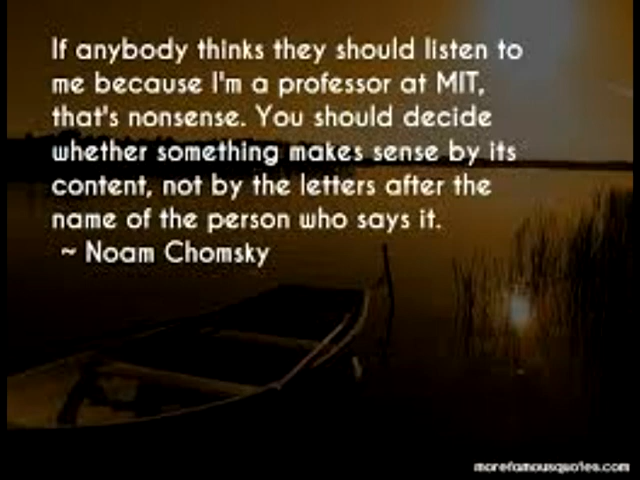 If anybody thinks they should listen to
me because I'm a professor at MIT,
that's nonsense. You should decide
whether something makes sense by its
content, not by the letters after the
name of the person who says it.
~ Noam Chomsky
morefamousquotes.com